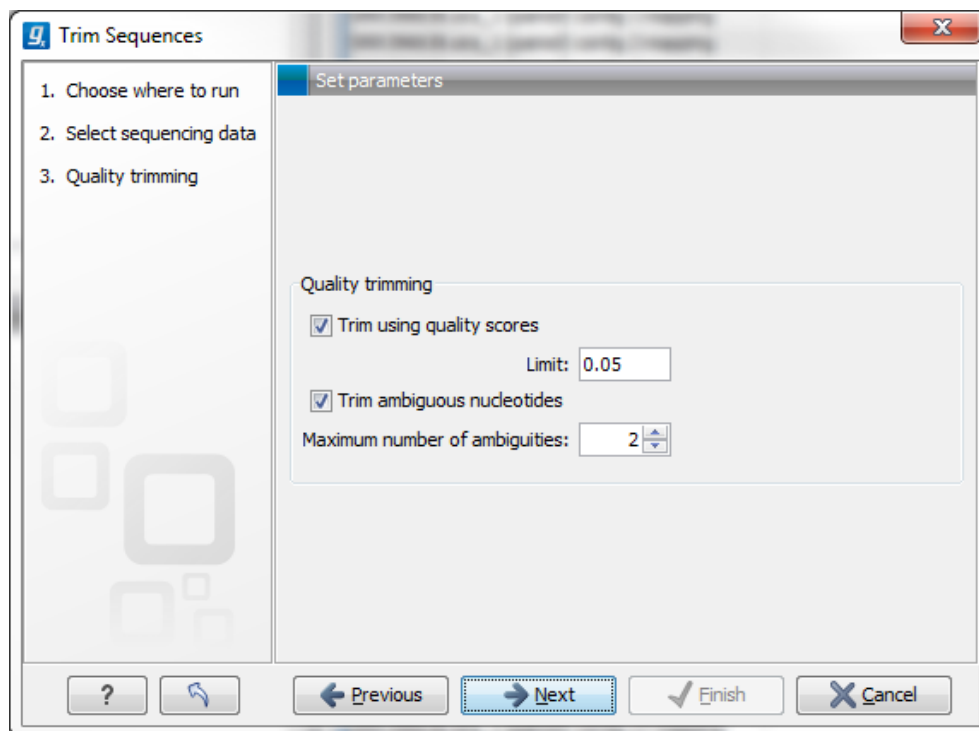 Trim Sequences
1. Choose where to run
2. Select sequencing data
3. Quality trimming
Set parameters
Quality trimming
Trim using quality scores
Limit: 0.05
Trim ambiguous nucleotides
Maximum number of ambiguities: 2
? Previous Next Finish Cancel